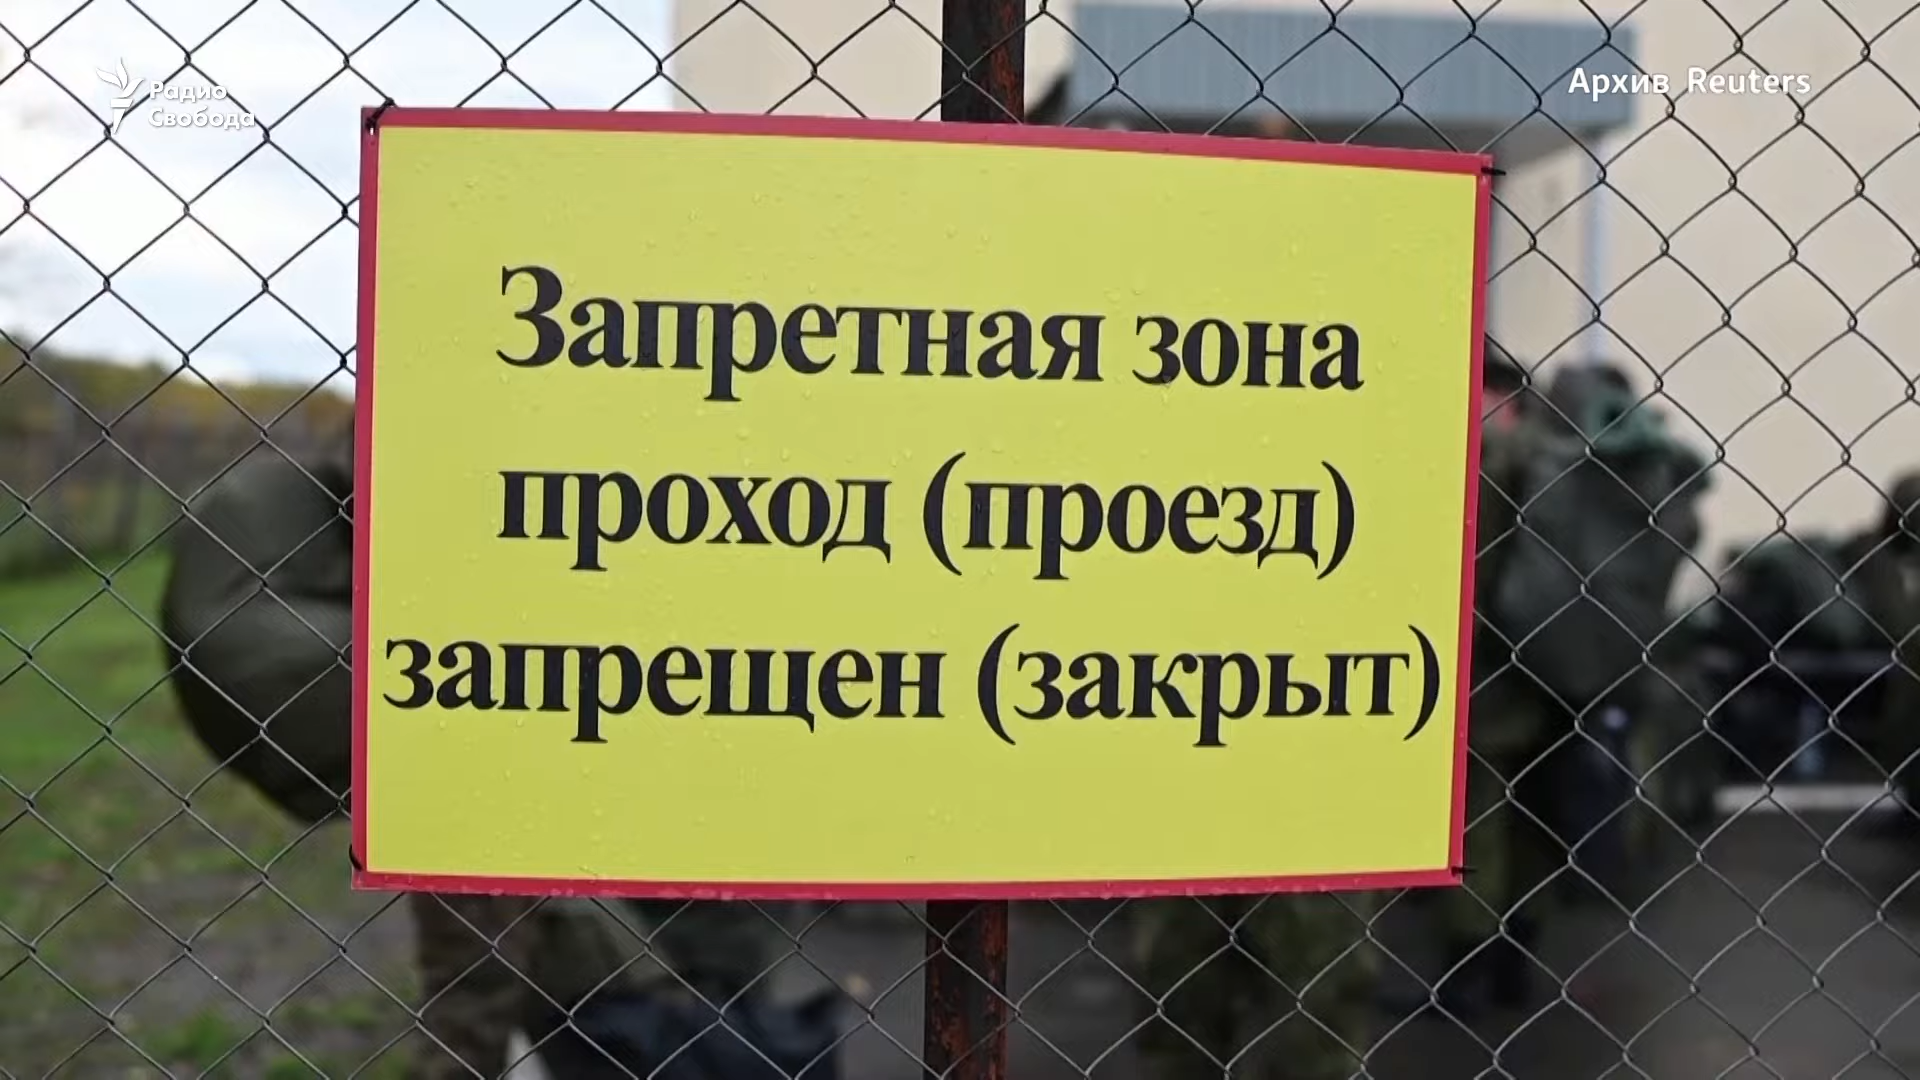 Радио
Свобода
Архив Reuters
Запретная зона
проход (проезд)
запрещен (закрыт)